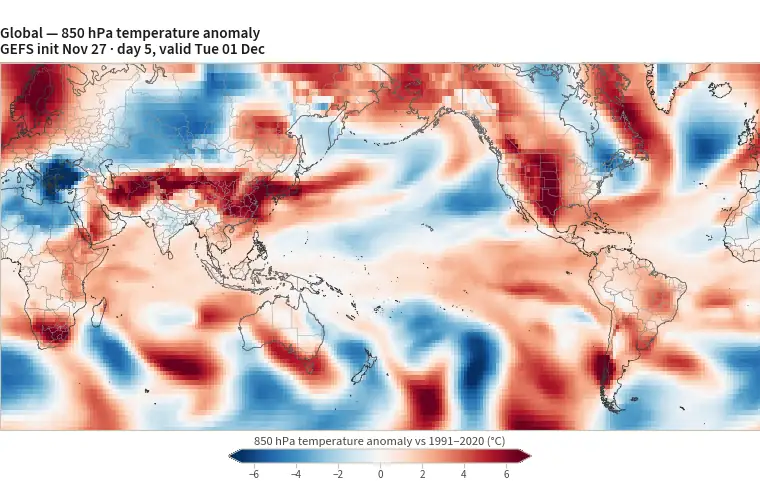 Global — 850 hPa temperature anomaly
GEFS init Nov 27 · day 5, valid Tue 01 Dec
850 hPa temperature anomaly vs 1991–2020 (°C)
−6 −4 −2 0 2 4 6